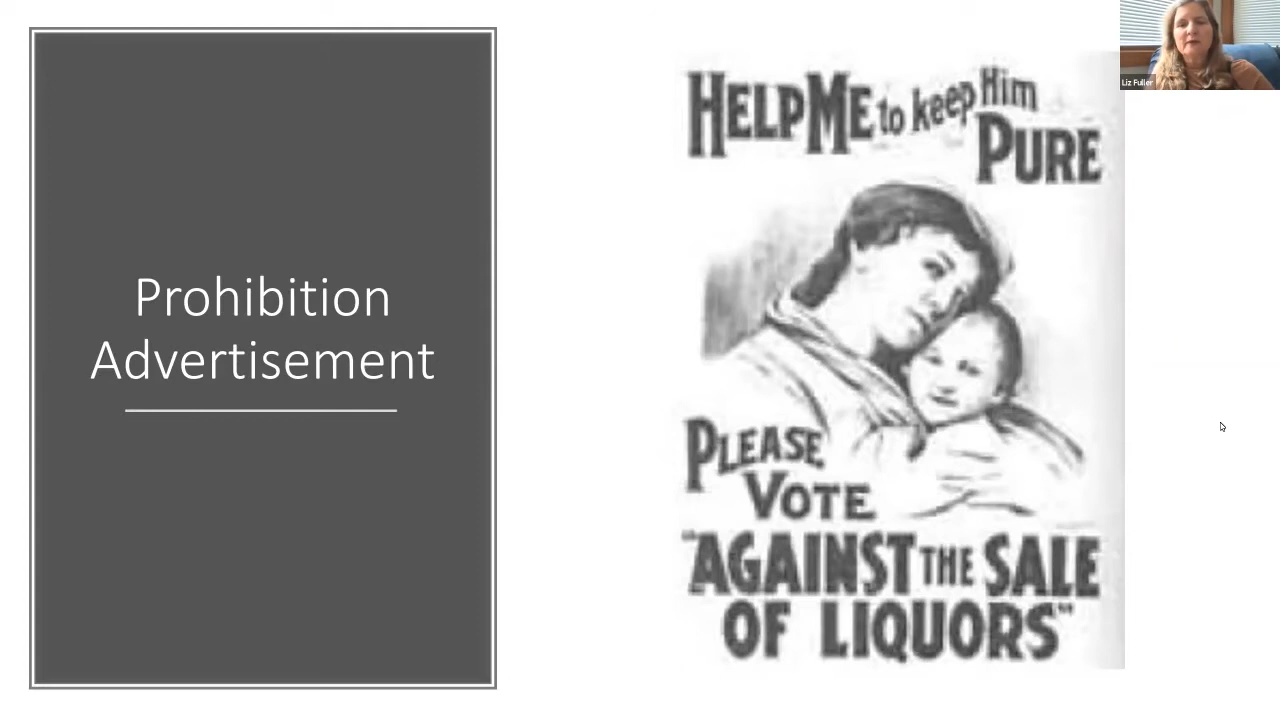 Prohibition
Advertisement
HELP ME to keep Him
PURE
PLEASE
VOTE
"AGAINST THE SALE
OF LIQUORS"
Liz Fuller